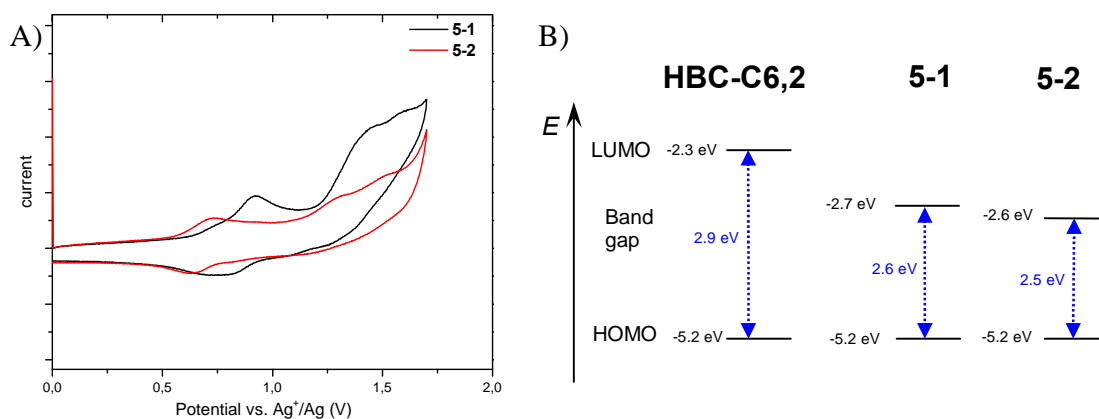 A)
5-1
5-2
current
0,0 0,5 1,0 1,5 2,0
Potential vs. Ag+/Ag (V)
B)
HBC-C6,2 5-1 5-2
E
LUMO -2.3 eV
-2.7 eV -2.6 eV
Band
gap
2.9 eV 2.6 eV 2.5 eV
HOMO -5.2 eV -5.2 eV -5.2 eV